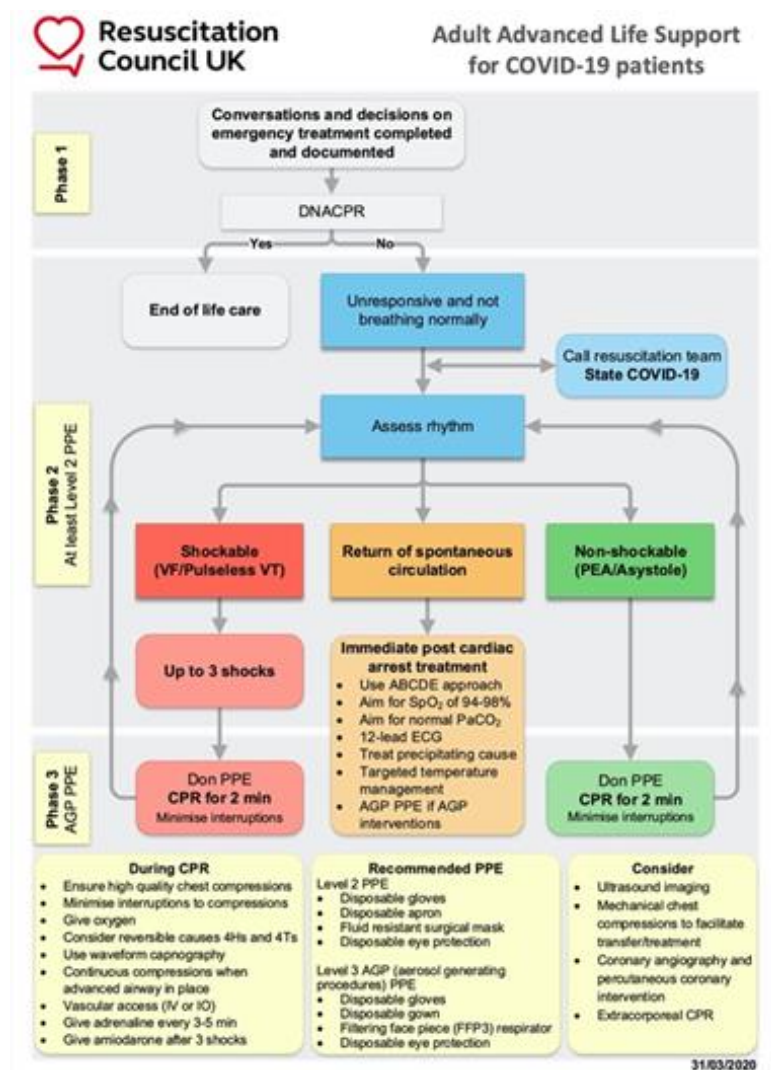 Resuscitation
Council UK
Adult Advanced Life Support
for COVID-19 patients
Phase 1
Conversations and decisions on
emergency treatment completed
and documented
DNACPR
Yes
No
Phase 2
At least Level 2 PPE
End of life care
Unresponsive and not
breathing normally
Call resuscitation team
State COVID-19
Assess rhythm
Shockable
(VF/Pulseless VT)
Return of spontaneous
circulation
Non-shockable
(PEA/Asystole)
Up to 3 shocks
Immediate post cardiac
arrest treatment
• Use ABCDE approach
• Aim for SpO₂ of 94-98%
• Aim for normal PaCO₂
• 12-lead ECG
• Treat precipitating cause
• Targeted temperature
management
• AGP PPE if AGP
interventions
Phase 3
AGP PPE
Don PPE
CPR for 2 min
Minimise interruptions
Don PPE
CPR for 2 min
Minimise interruptions
During CPR
• Ensure high quality chest compressions
• Minimise interruptions to compressions
• Give oxygen
• Consider reversible causes 4Hs and 4Ts
• Use waveform capnography
• Continuous compressions when
advanced airway in place
• Vascular access (IV or IO)
• Give adrenaline every 3-5 min
• Give amiodarone after 3 shocks
Recommended PPE
Level 2 PPE
• Disposable gloves
• Disposable apron
• Fluid resistant surgical mask
• Disposable eye protection
Level 3 AGP (aerosol generating
procedures) PPE
• Disposable gloves
• Disposable gown
• Filtering face piece (FFP3) respirator
• Disposable eye protection
Consider
• Ultrasound imaging
• Mechanical chest
compressions to facilitate
transfer/treatment
• Coronary angiography and
percutaneous coronary
intervention
• Extracorporeal CPR
31/03/2020